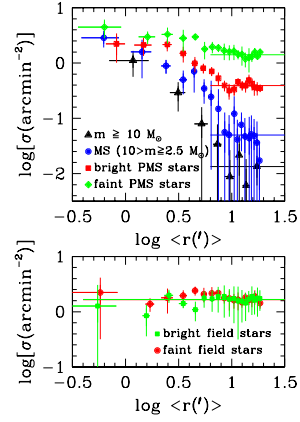 log[σ(arcmin⁻²)]
1
0
−1
−2
▲ m ≥ 10 M⊙
MS (10>m≥2.5 M⊙)
bright PMS stars
faint PMS stars
−0.5 0 0.5 1 1.5
log <r(′)>
log[σ(arcmin⁻²)]
1
0
−1
bright field stars
faint field stars
−0.5 0 0.5 1 1.5
log <r(′)>